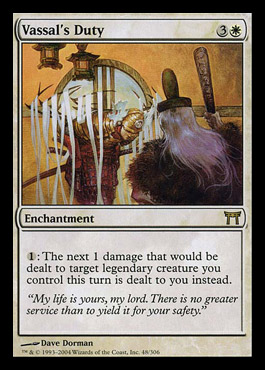 Vassal's Duty 3
Enchantment
1: The next 1 damage that would be
dealt to target legendary creature you
control this turn is dealt to you instead.
"My life is yours, my lord. There is no greater
service than to yield it for your safety."
Dave Dorman
™ & © 1993–2004 Wizards of the Coast, Inc. 48/306